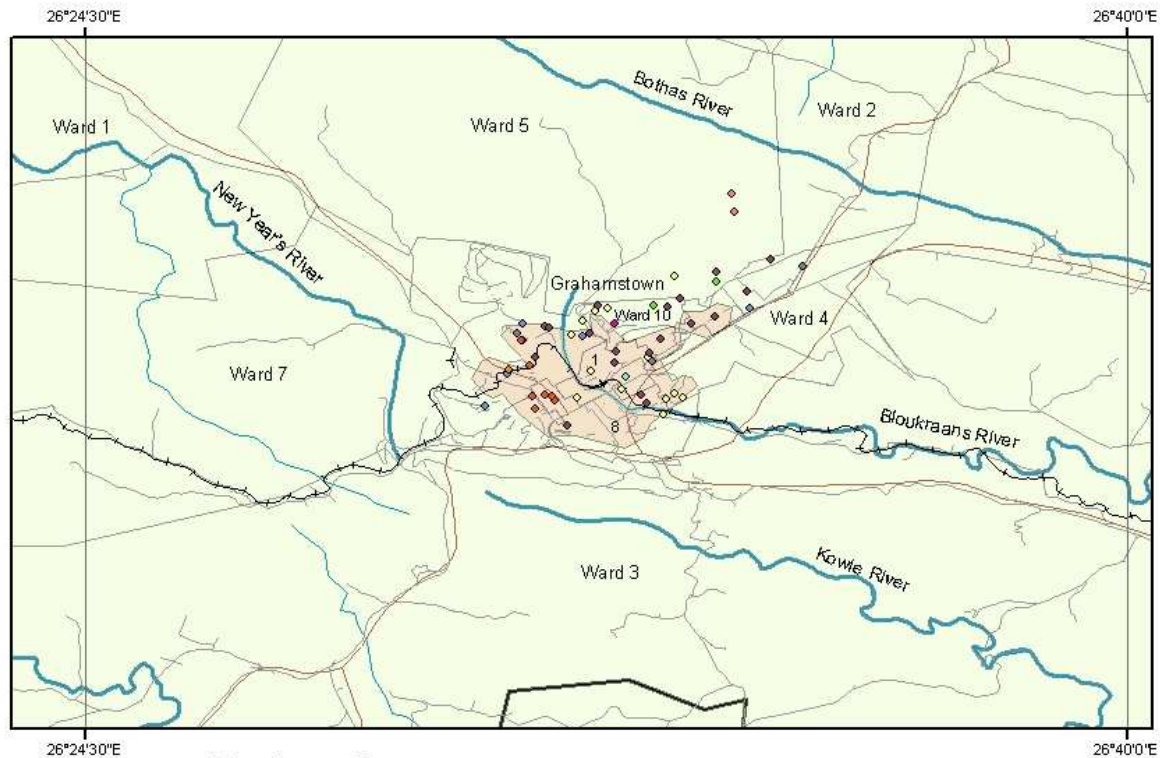 26°24'30"E
26°40'0"E
Bothas River
Ward 2
Ward 1
Ward 5
New Year's River
Grahamstown
Ward 10
Ward 4
1
Ward 7
8
Bloukraans River
Kowie River
Ward 3
26°24'30"E
26°40'0"E